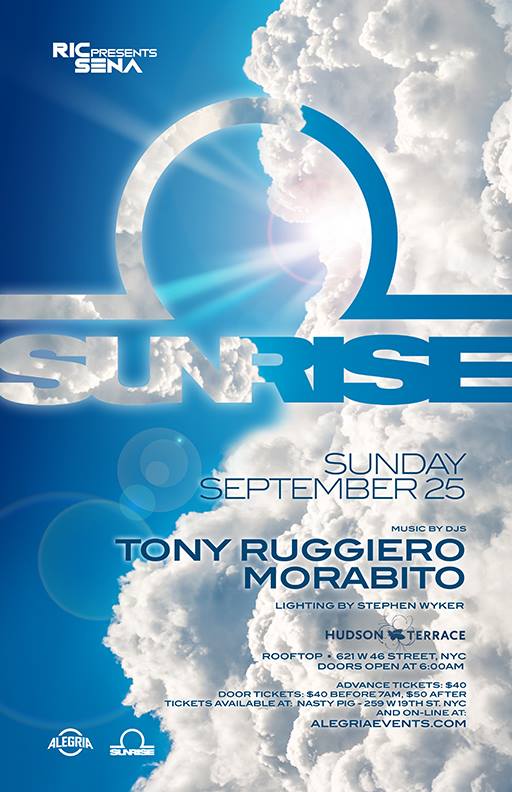 RIC PRESENTS
SENA
SUNRISE
SUNDAY
SEPTEMBER 25
MUSIC BY DJS
TONY RUGGIERO
MORABITO
LIGHTING BY STEPHEN WYKER
HUDSON TERRACE
ROOFTOP • 621 W 46 STREET, NYC
DOORS OPEN AT 6:00AM
ADVANCE TICKETS: $40
DOOR TICKETS: $40 BEFORE 7AM, $50 AFTER
TICKETS AVAILABLE AT: NASTY PIG - 259 W 19TH ST. NYC
AND ON-LINE AT:
ALEGRIAEVENTS.COM
ALEGRIA
SUNRISE